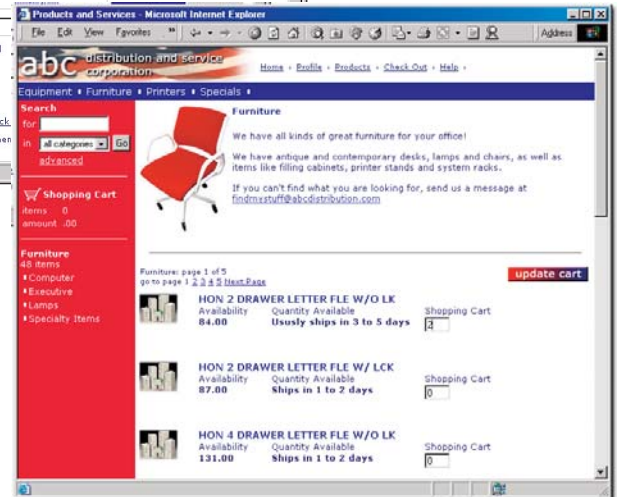 Products and Services - Microsoft Internet Explorer
File Edit View Favorites » Address
abc distribution and service
corporation
Home • Profile • Products • Check Out • Help •
Equipment Furniture Printers Specials
Search
for
in all categories Go
advanced
Shopping Cart
items 0
amount .00
Furniture
48 items
Computer
Executive
Lamps
Specialty Items
Furniture
We have all kinds of great furniture for your office!
We have antique and contemporary desks, lamps and chairs, as well as
items like filing cabinets, printer stands and system racks.
If you can't find what you are looking for, send us a message at
findmystuff@abcdistribution.com
Furniture: page 1 of 5
go to page 1 2 3 4 5 Next Page
update cart
HON 2 DRAWER LETTER FLE W/O LK
Availability Quantity Available Shopping Cart
84.00 Ususly ships in 3 to 5 days 2
HON 2 DRAWER LETTER FLE W/ LCK
Availability Quantity Available Shopping Cart
87.00 Ships in 1 to 2 days 0
HON 4 DRAWER LETTER FLE W/O LK
Availability Quantity Available Shopping Cart
131.00 Ships in 1 to 2 days 0